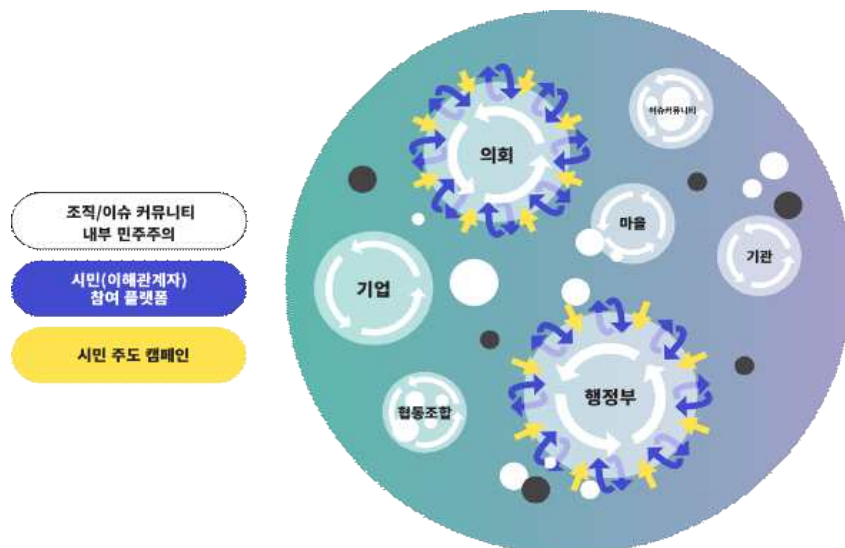 조직/이슈 커뮤니티
내부 민주주의
시민(이해관계자)
참여 플랫폼
시민 주도 캠페인
의회
이슈커뮤니티
마을
기관
기업
협동조합
행정부